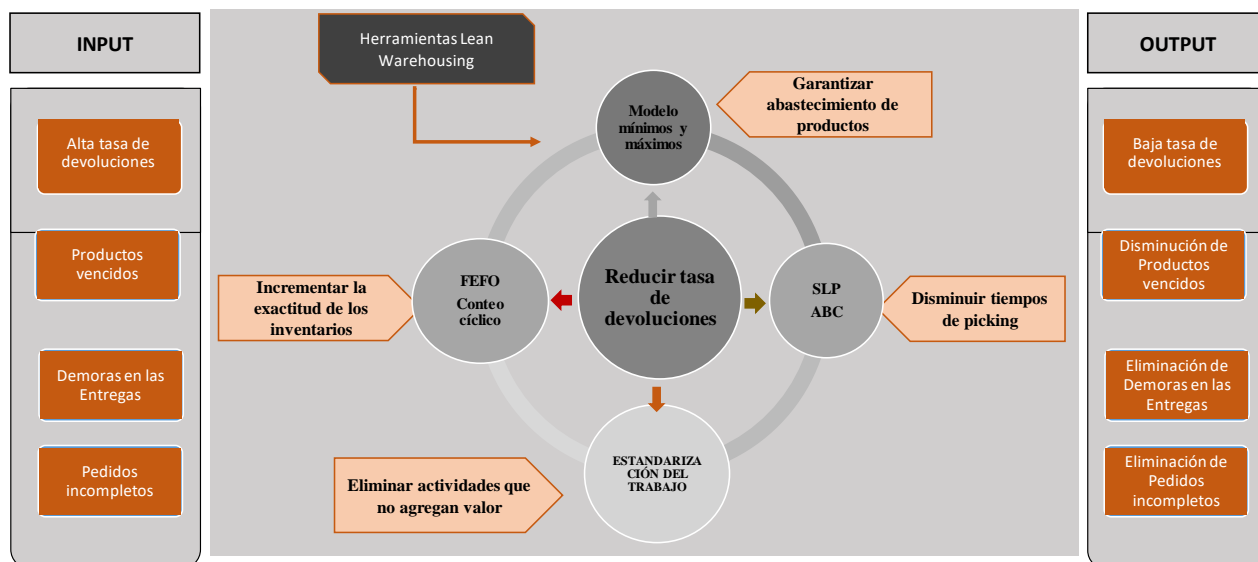 INPUT
Alta tasa de
devoluciones
Productos
vencidos
Demoras en las
Entregas
Pedidos
incompletos
Herramientas Lean
Warehousing
Modelo
mínimos y
máximos
Garantizar
abastecimiento de
productos
Incrementar la
exactitud de los
inventarios
FEFO
Conteo
cíclico
Reducir tasa
de
devoluciones
SLP
ABC
Disminuir tiempos
de picking
Eliminar actividades que
no agregan valor
ESTANDARIZA
CIÓN DEL
TRABAJO
OUTPUT
Baja tasa de
devoluciones
Disminución de
Productos
vencidos
Eliminación de
Demoras en las
Entregas
Eliminación de
Pedidos
incompletos